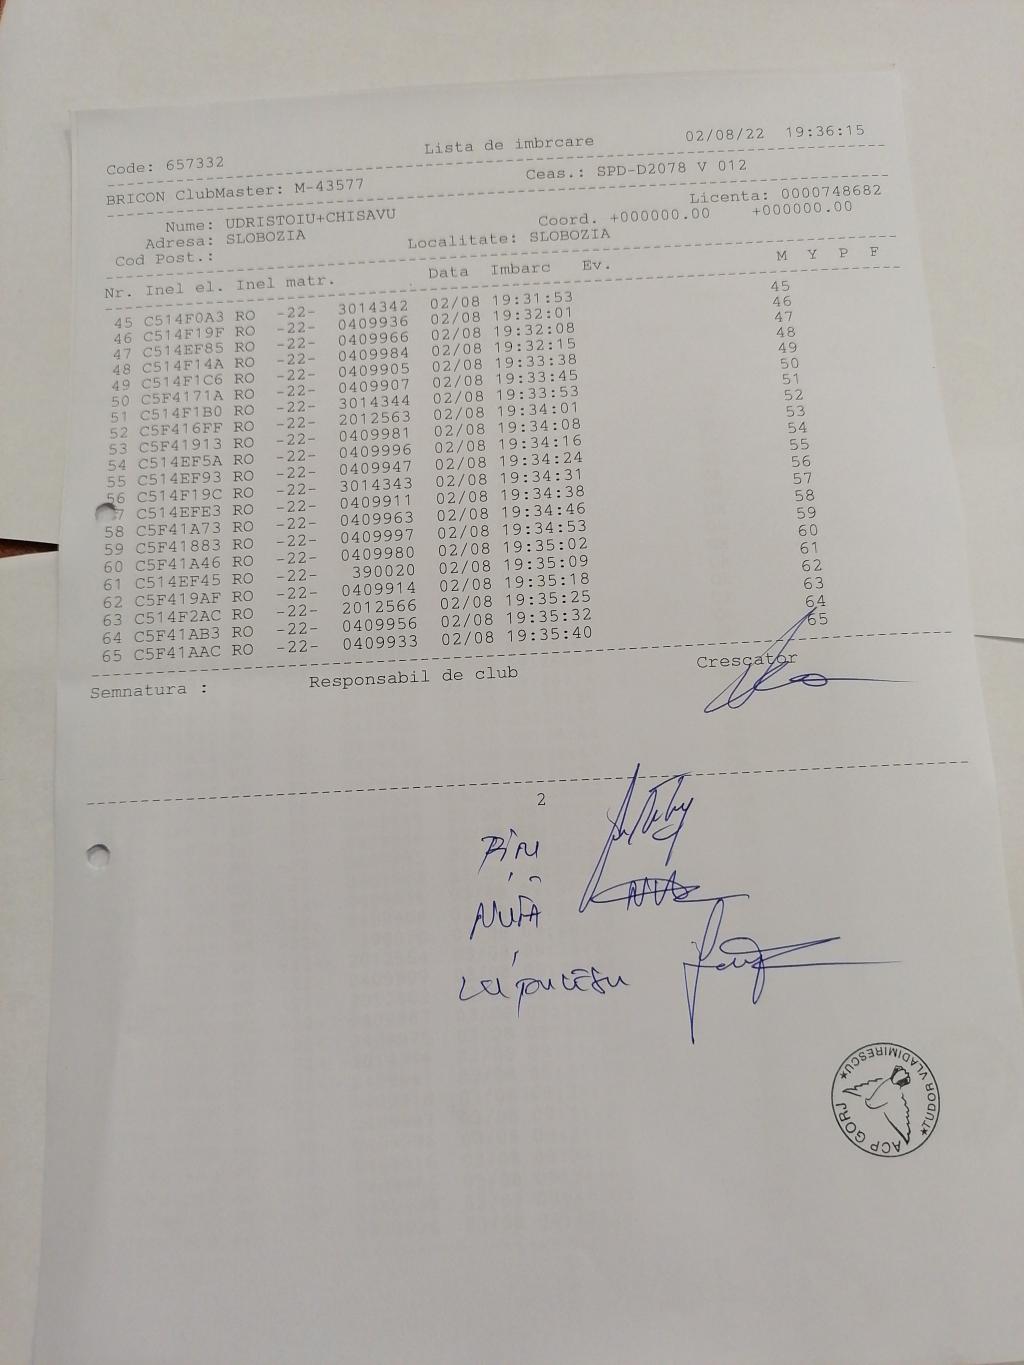 02/08/22 19:36:15
Lista de imbrcare
Code: 657332
Ceas.: SPD-D2078 V 012
BRICON ClubMaster: M-43577
Licenta: 0000748682
Nume: UDRISTOIU+CHISAVU
Coord. +000000.00 +000000.00
Adresa: SLOBOZIA
Localitate: SLOBOZIA
Cod Post.:
Nr. Inel el. Inel matr. Data Imbarc Ev. M Y P F
45 C514F0A3 RO -22- 3014342 02/08 19:31:53 45
46 C514F19F RO -22- 0409936 02/08 19:32:01 46
47 C514EF85 RO -22- 0409966 02/08 19:32:08 47
48 C514F14A RO -22- 0409984 02/08 19:32:15 48
49 C514F1C6 RO -22- 0409905 02/08 19:33:38 49
50 C5F4171A RO -22- 0409907 02/08 19:33:45 50
51 C514F1B0 RO -22- 3014344 02/08 19:33:53 51
52 C5F416FF RO -22- 2012563 02/08 19:34:01 52
53 C5F41913 RO -22- 0409981 02/08 19:34:08 53
54 C514EF5A RO -22- 0409996 02/08 19:34:16 54
55 C514EF93 RO -22- 0409947 02/08 19:34:24 55
56 C514F19C RO -22- 3014343 02/08 19:34:31 56
7 C514EFE3 RO -22- 0409911 02/08 19:34:38 57
58 C5F41A73 RO -22- 0409963 02/08 19:34:46 58
59 C5F41883 RO -22- 0409997 02/08 19:34:53 59
60 C5F41A46 RO -22- 0409980 02/08 19:35:02 60
61 C514EF45 RO -22- 390020 02/08 19:35:09 61
62 C5F419AF RO -22- 0409914 02/08 19:35:18 62
63 C514F2AC RO -22- 2012566 02/08 19:35:25 63
64 C5F41AB3 RO -22- 0409956 02/08 19:35:32 64
65 C5F41AAC RO -22- 0409933 02/08 19:35:40 65
Semnatura : Responsabil de club Crescator
2
ACP GORJ ★TUDOR VLADIMIRESCU★